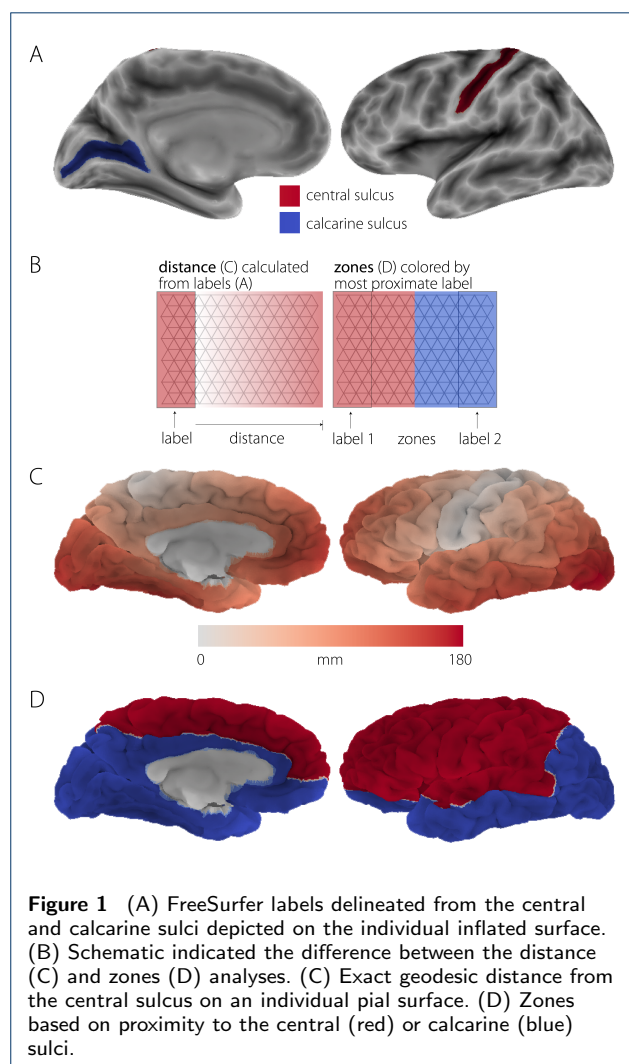 A
central sulcus
calcarine sulcus
B
distance (C) calculated
from labels (A)
zones (D) colored by
most proximate label
label
distance
label 1
zones
label 2
C
0
mm
180
D
Figure 1 (A) FreeSurfer labels delineated from the central
and calcarine sulci depicted on the individual inflated surface.
(B) Schematic indicated the difference between the distance
(C) and zones (D) analyses. (C) Exact geodesic distance from
the central sulcus on an individual pial surface. (D) Zones
based on proximity to the central (red) or calcarine (blue)
sulci.